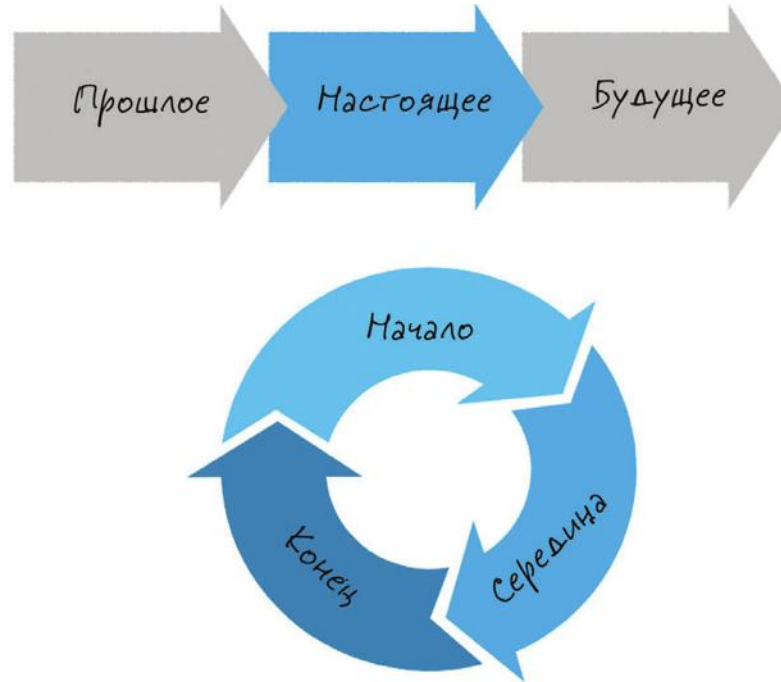 Прошлое
Настоящее
Будущее
Начало
Середина
Конец